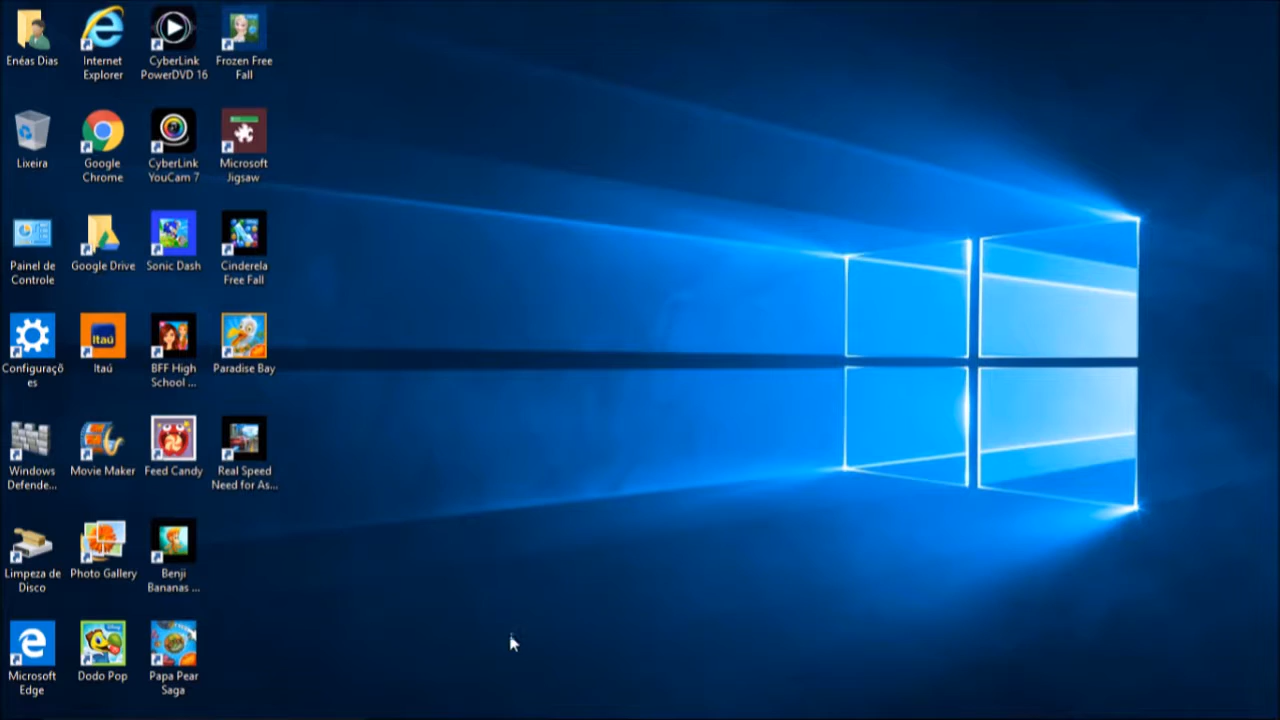 Enéas Dias
Internet
Explorer
CyberLink
PowerDVD 16
Frozen Free
Fall
Lixeira
Google
Chrome
CyberLink
YouCam 7
Microsoft
Jigsaw
Painel de
Controle
Google Drive
Sonic Dash
Cinderela
Free Fall
Configuraçõ
es
Itaú
Itaú
BFF High
School ...
Paradise Bay
Windows
Defende...
Movie Maker
Feed Candy
Real Speed
Need for As...
Limpeza de
Disco
Photo Gallery
Benji
Bananas ...
Microsoft
Edge
Dodo Pop
Papa Pear
Saga